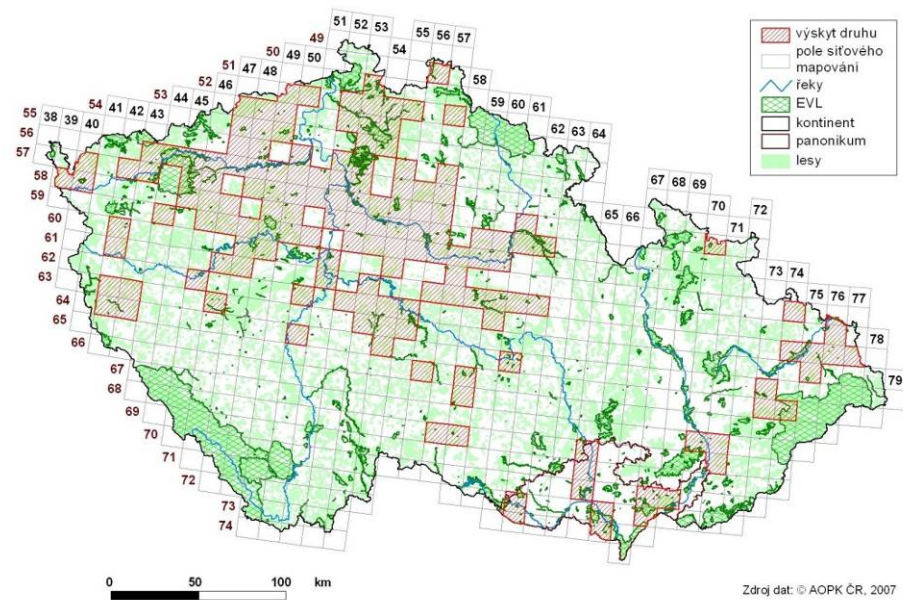 51 52 53
49
54
55 56 57
50
49 50
58
51
47 48
59 60 61
52
46
53
44 45
54
41 42 43
62 63 64
55
38 39 40
56
57
58
59
60
61
62
63
64
65
66
67
68
69
70
71
72
73
74
65 66
67 68 69
70
71
72
73 74
75 76 77
78
79
výskyt druhu
pole síťového
mapování
řeky
EVL
kontinent
panonikum
lesy
0 50 100 km
Zdroj dat: © AOPK ČR, 2007